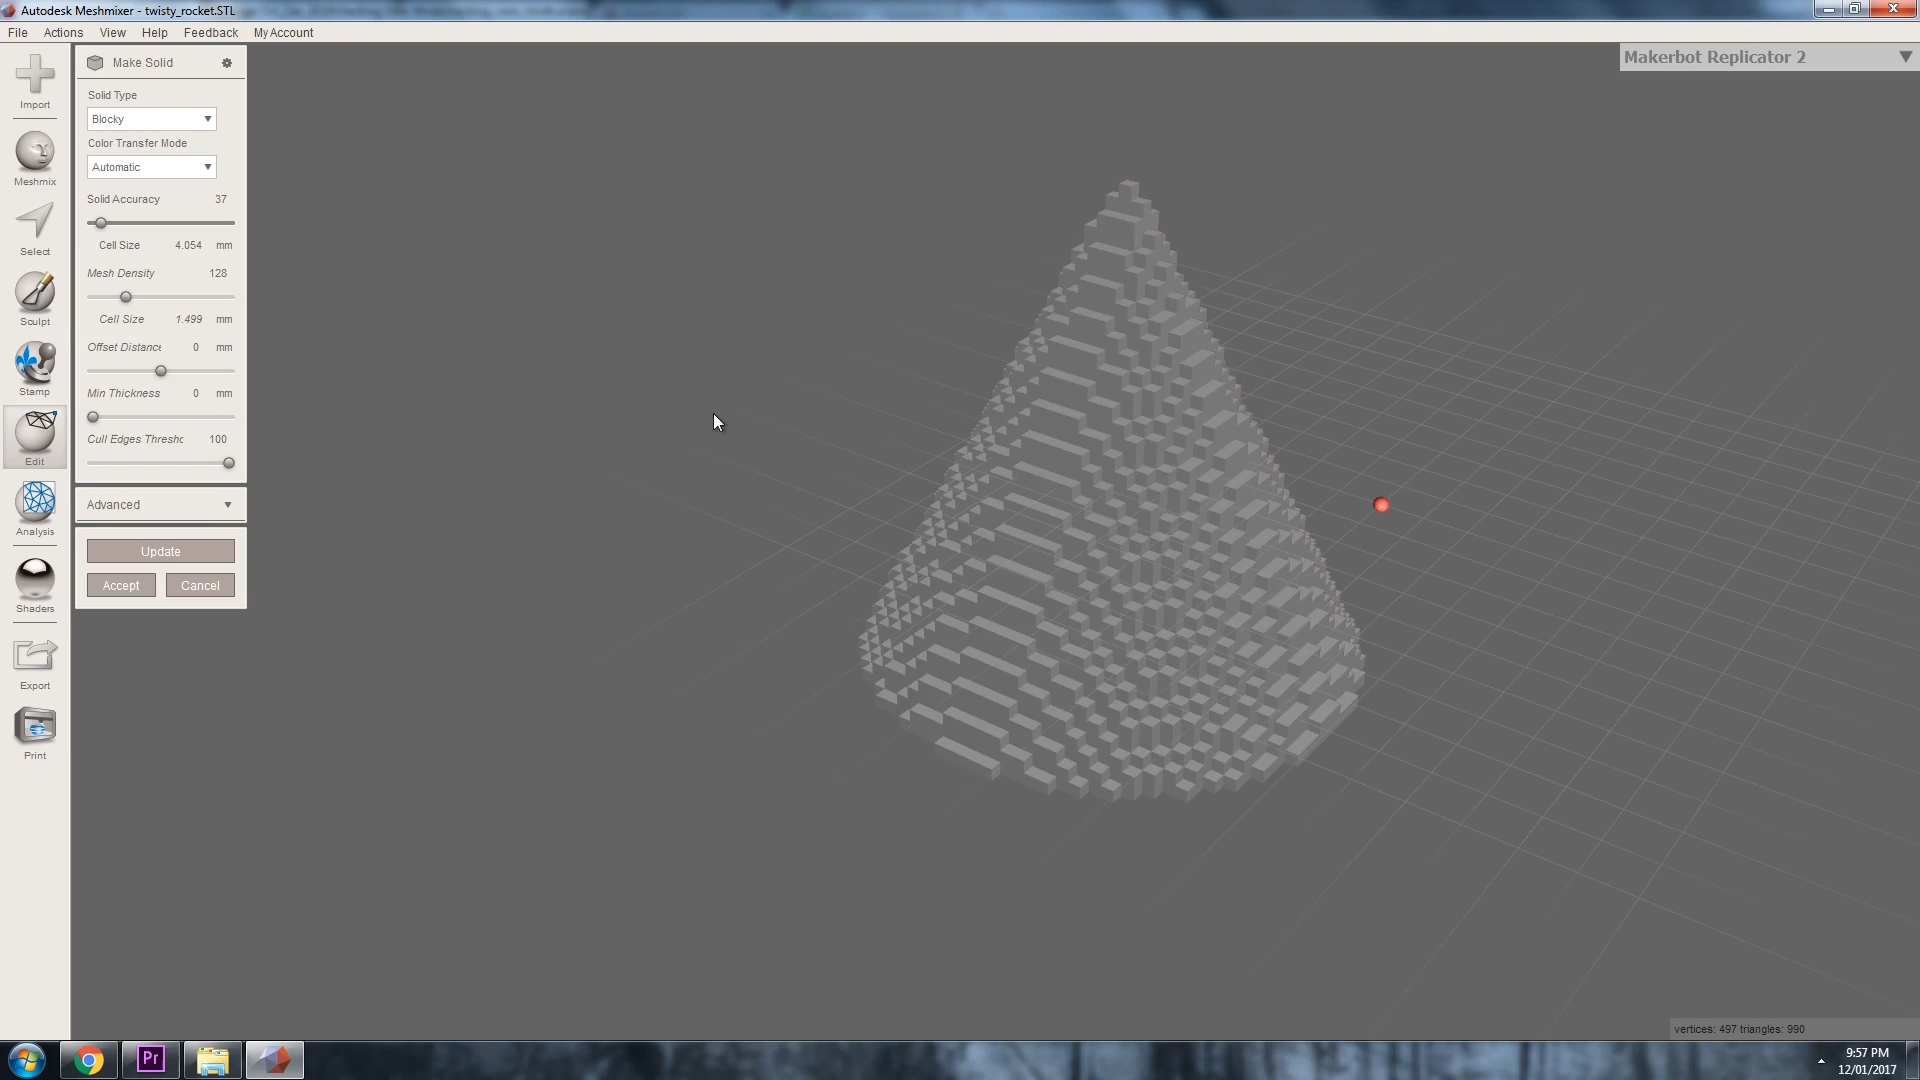 Autodesk Meshmixer - twisty_rocket.STL
File Actions View Help Feedback My Account
Import
Meshmix
Select
Sculpt
Stamp
Edit
Analysis
Shaders
Export
Print
Make Solid
Solid Type
Blocky
Color Transfer Mode
Automatic
Solid Accuracy 37
Cell Size 4.054 mm
Mesh Density 128
Cell Size 1.499 mm
Offset Distance 0 mm
Min Thickness 0 mm
Cull Edges Thresho 100
Advanced
Update
Accept Cancel
Makerbot Replicator 2
vertices: 497 triangles: 990
Pr
9:57 PM
12/01/2017